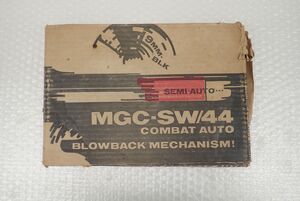 9MM-BLK
SEMI-AUTO...
MGC-SW/44
COMBAT AUTO
BLOWBACK MECHANISM!